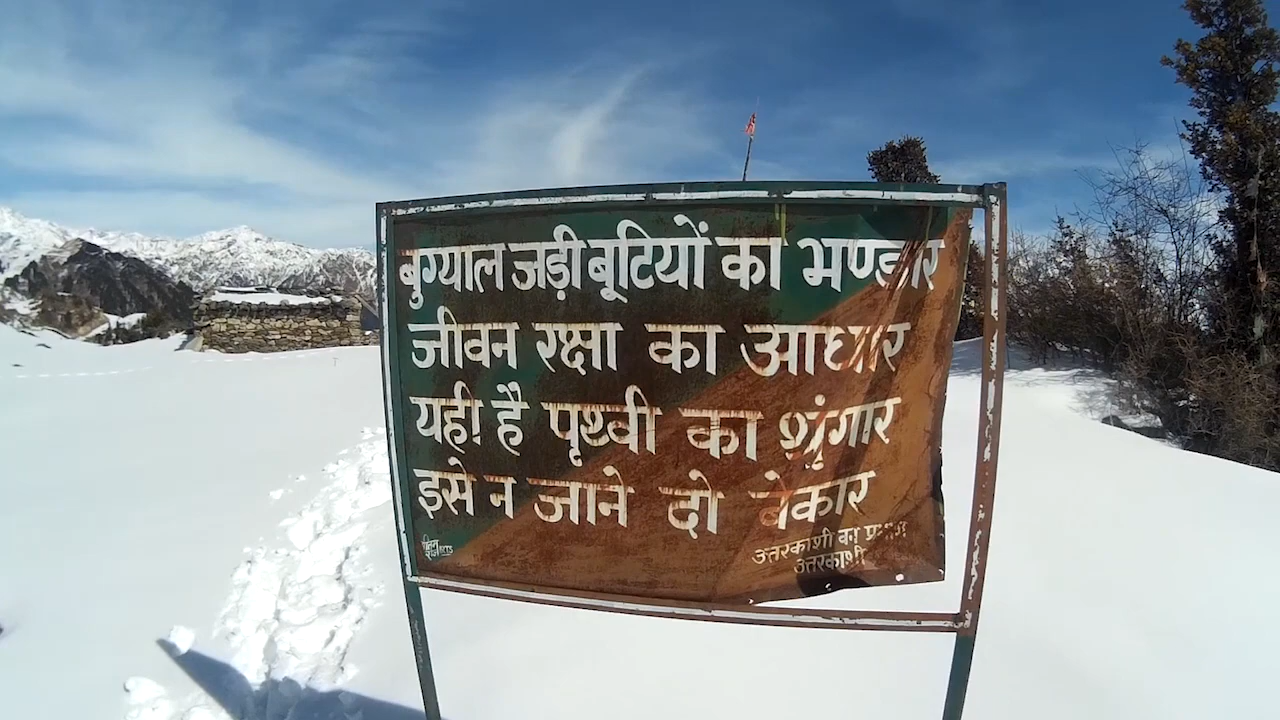 बुग्याल जड़ी बूटियों का भण्डार
जीवन रक्षा का आधार
यही है पृथ्वी का श्रृंगार
इसे न जाने दो बेकार
उत्तरकाशी वन प्रभाग
उत्तरकाशी